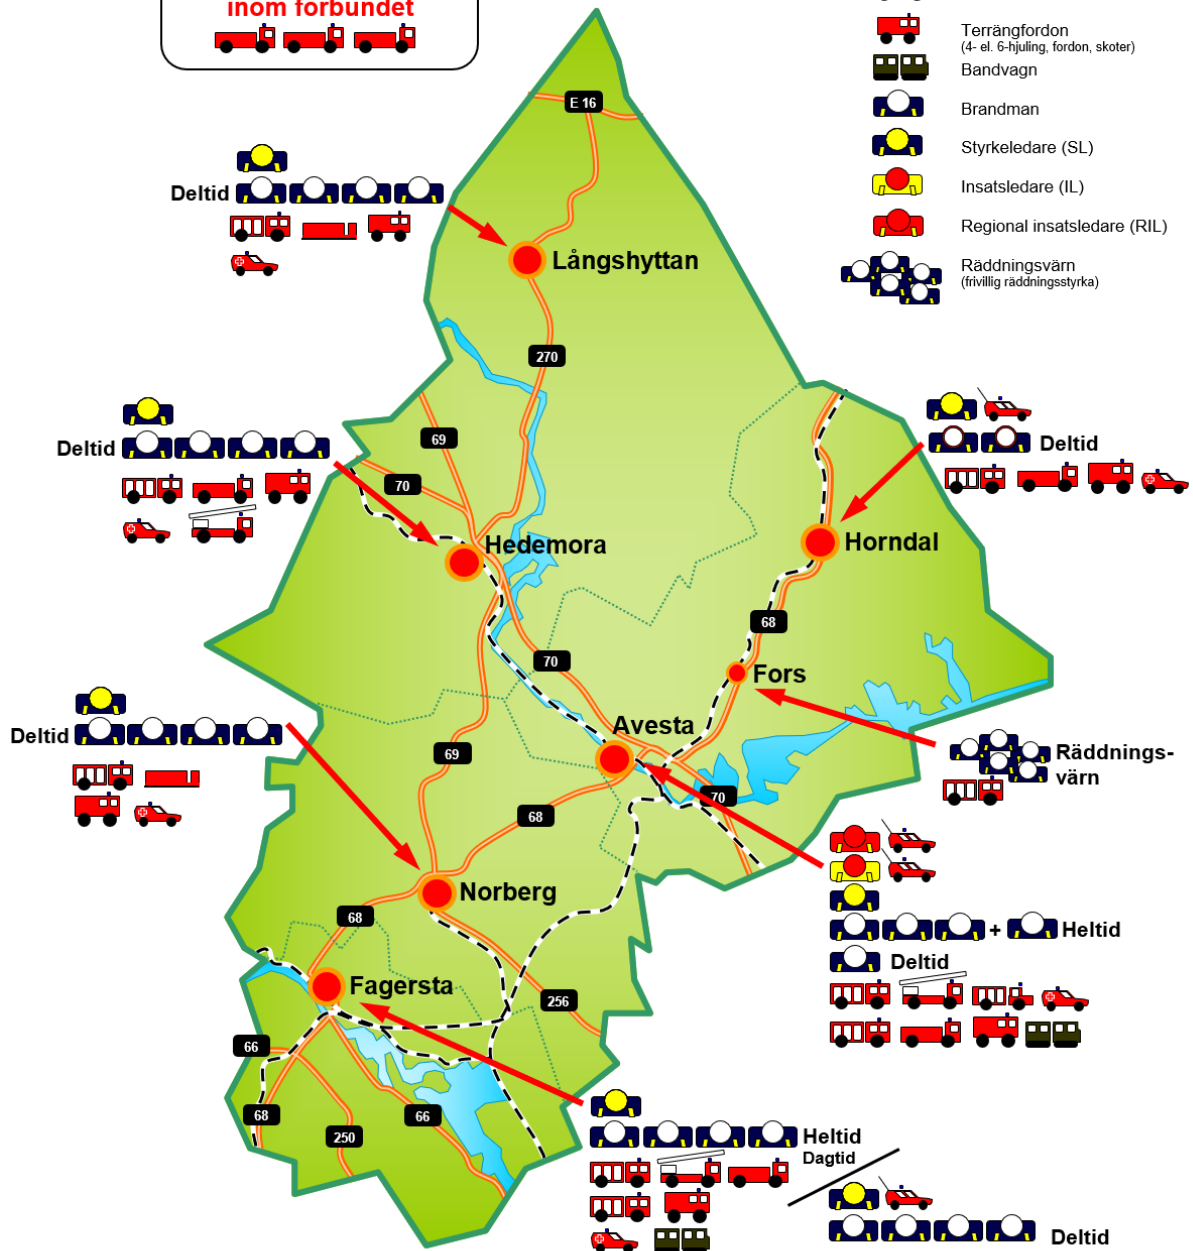 inom förbundet
Terrängfordon
(4- el. 6-hjuling, fordon, skoter)
Bandvagn
Brandman
Styrkeledare (SL)
Insatsledare (IL)
Regional insatsledare (RIL)
Räddningsvärn
(frivillig räddningsstyrka)
E 16
Deltid
Långshyttan
270
69
70
Deltid
Deltid
Hedemora
Horndal
68
70
Fors
Avesta
Deltid
69
Räddnings-
värn
70
68
Norberg
68
+
Heltid
Deltid
Fagersta
256
66
68
66
250
Heltid
Dagtid
Deltid